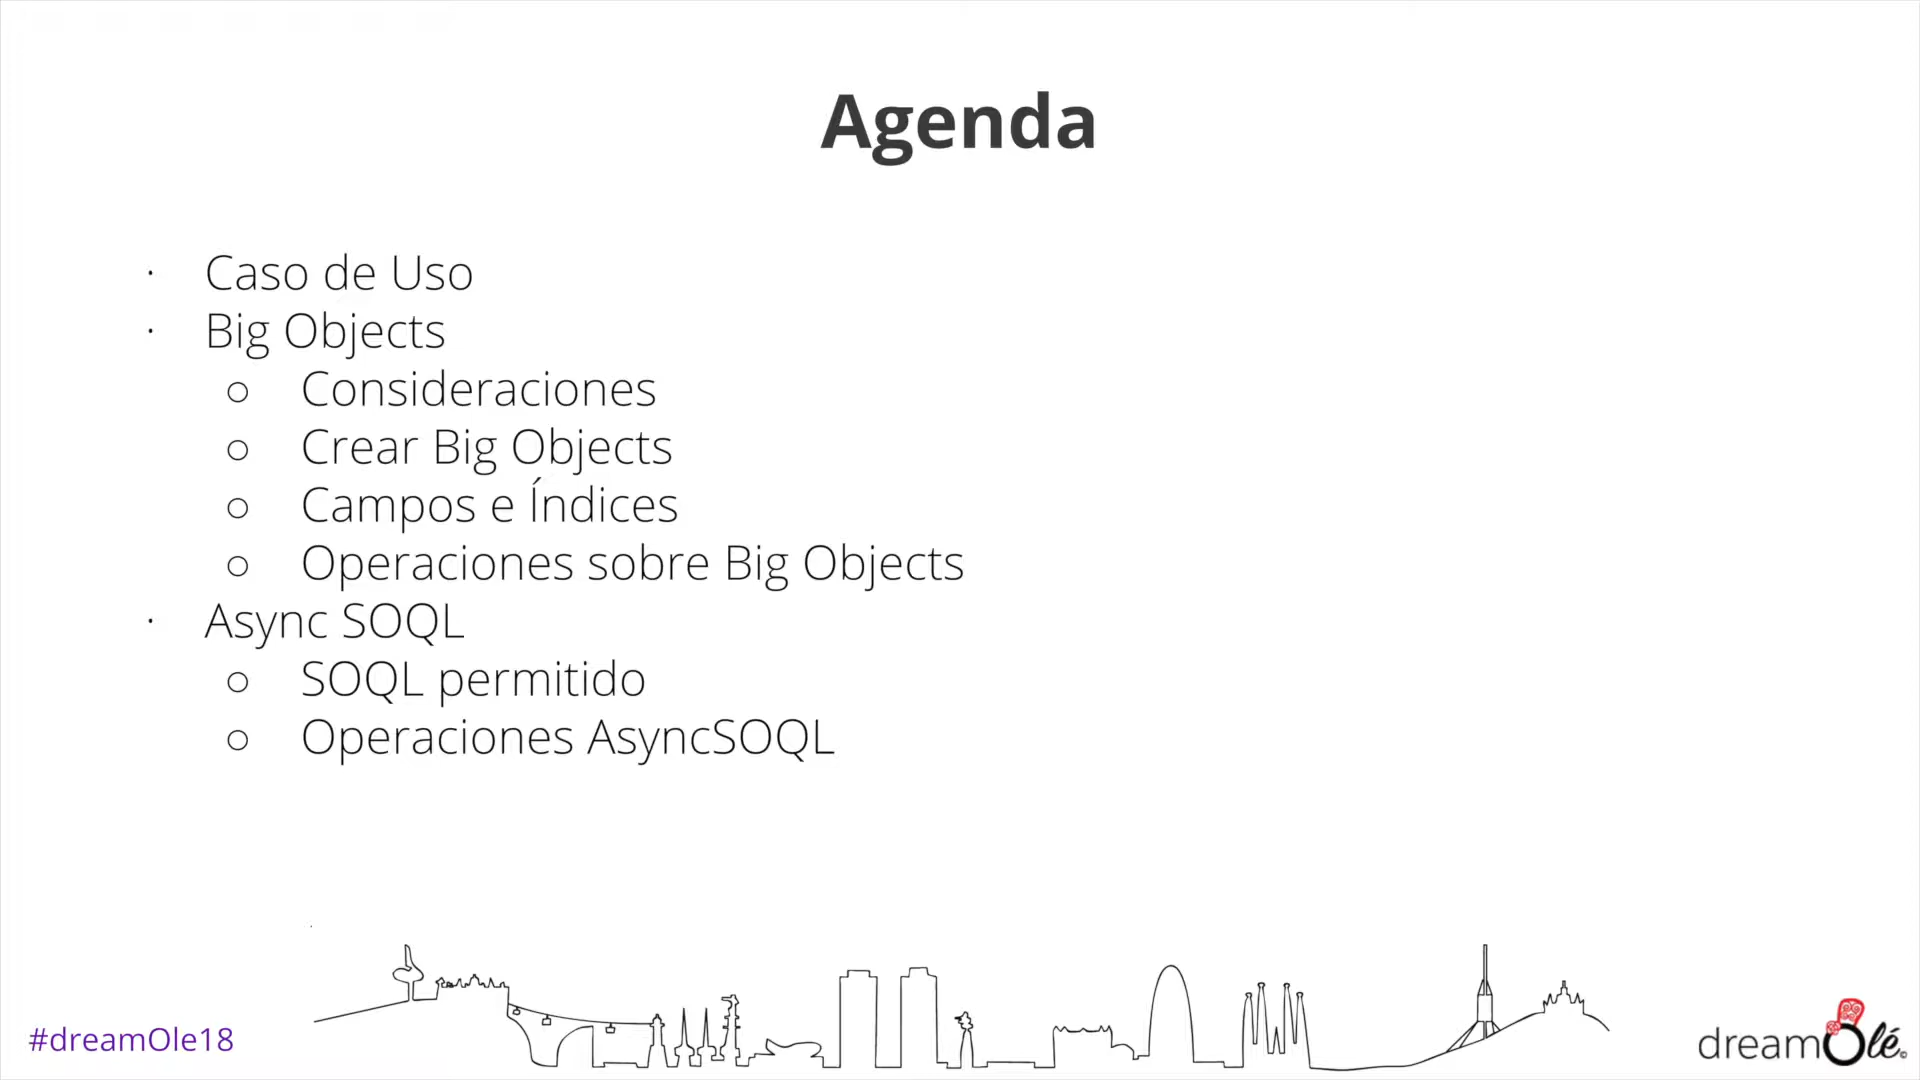 Agenda
· Caso de Uso
· Big Objects
○ Consideraciones
○ Crear Big Objects
○ Campos e Índices
○ Operaciones sobre Big Objects
· Async SOQL
○ SOQL permitido
○ Operaciones AsyncSOQL
#dreamOle18
dreamOlé©